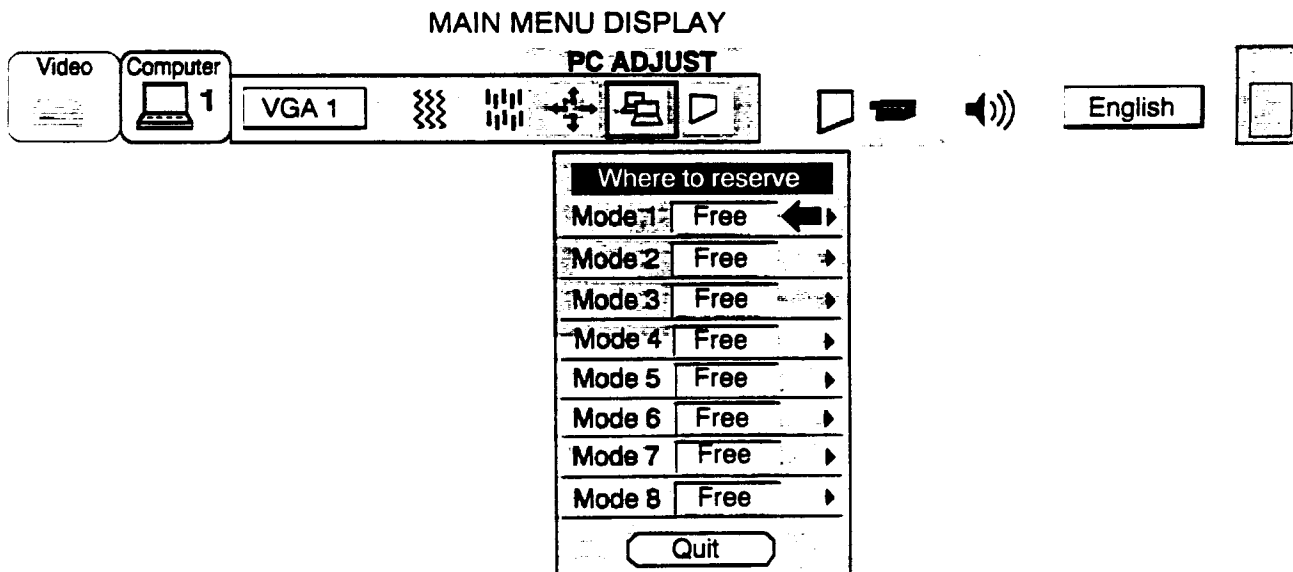 MAIN MENU DISPLAY
PC ADJUST
Video
Computer
1
VGA 1
English
Where to reserve
Mode 1 Free
Mode 2 Free
Mode 3 Free
Mode 4 Free
Mode 5 Free
Mode 6 Free
Mode 7 Free
Mode 8 Free
Quit